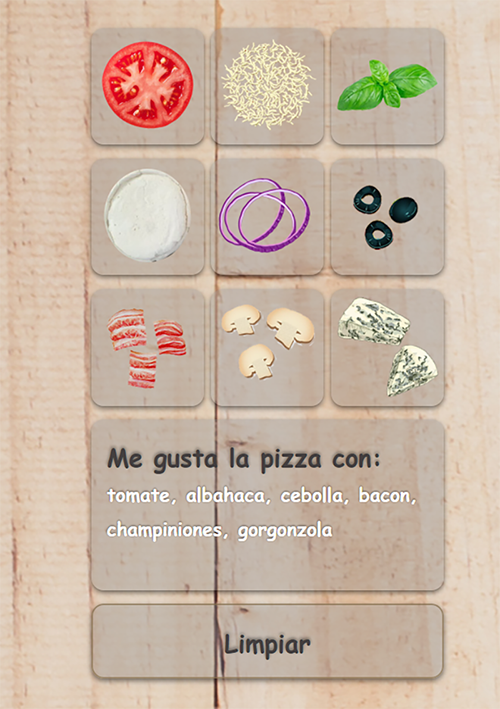 Me gusta la pizza con:
tomate, albahaca, cebolla, bacon,
champiniones, gorgonzola
Limpiar